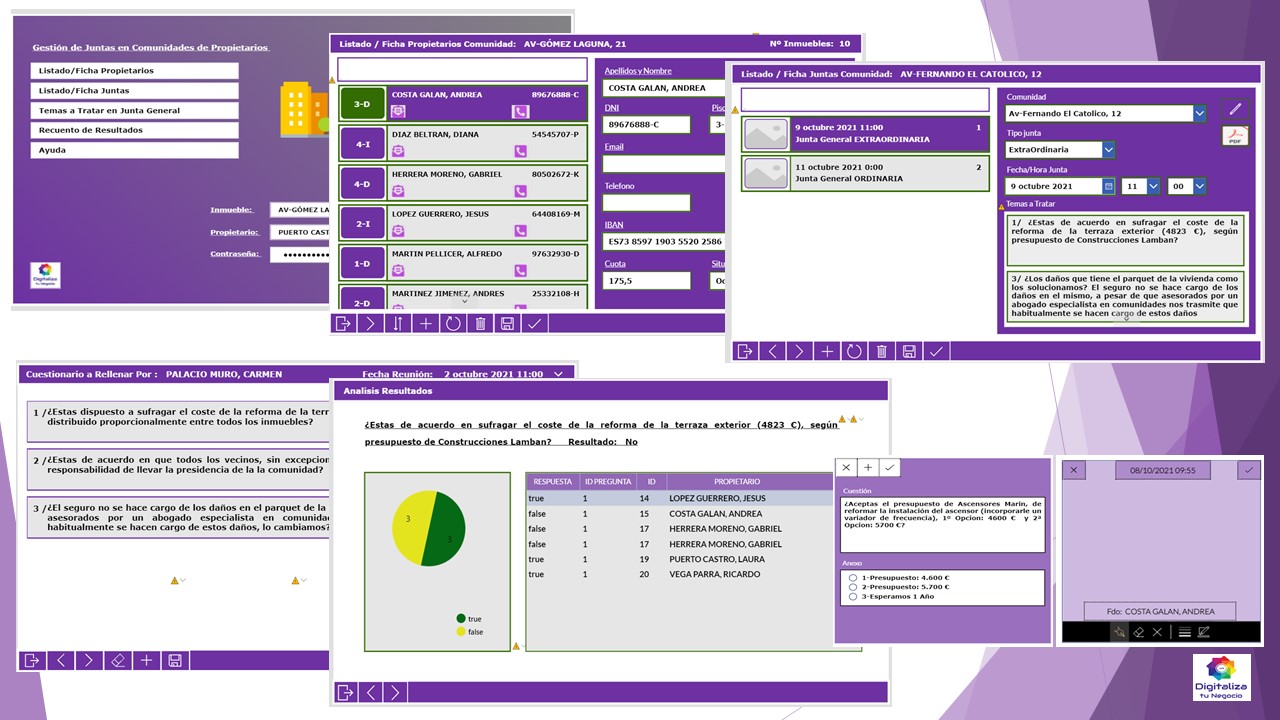 Gestión de Juntas en Comunidades de Propietarios
Listado/Ficha Propietarios
Listado/Ficha Juntas
Temas a Tratar en Junta General
Recuento de Resultados
Ayuda
Inmueble: AV-GÓMEZ LA
Propietario: PUERTO CAST
Contraseña:
Digitaliza
tu Negocio
Listado / Ficha Propietarios Comunidad: AV-GÓMEZ LAGUNA, 21 Nº Inmuebles: 10
3-D COSTA GALAN, ANDREA 89676888-C
4-I DIAZ BELTRAN, DIANA 54545707-P
4-D HERRERA MORENO, GABRIEL 80502672-K
2-I LOPEZ GUERRERO, JESUS 64408169-M
1-D MARTIN PELLICER, ALFREDO 97632930-D
2-D MARTINEZ JIMENEZ, ANDRES 25332108-H
Apellidos y Nombre
COSTA GALAN, ANDREA
DNI Piso
89676888-C 3-
Email
Telefono
IBAN
ES73 8597 1903 5520 2586
Cuota Situ
175,5 Oc
Listado / Ficha Juntas Comunidad: AV-FERNANDO EL CATOLICO, 12
9 octubre 2021 11:00 1
Junta General EXTRAORDINARIA
11 octubre 2021 0:00 2
Junta General ORDINARIA
Comunidad
Av-Fernando El Catolico, 12
Tipo junta
PDF
ExtraOrdinaria
Fecha/Hora Junta
9 octubre 2021 11 00
Temas a Tratar
1/ ¿Estas de acuerdo en sufragar el coste de la
reforma de la terraza exterior (4823 €), según
presupuesto de Construcciones Lamban?
3/ ¿Los daños que tiene el parquet de la vivienda como
los solucionamos? El seguro no se hace cargo de los
daños en el mismo, a pesar de que asesorados por un
abogado especialista en comunidades nos trasmite que
habitualmente se hacen cargo de estos daños
Cuestionario a Rellenar Por : PALACIO MURO, CARMEN Fecha Reunión: 2 octubre 2021 11:00
1 /¿Estas dispuesto a sufragar el coste de la reforma de la terr
distribuido proporcionalmente entre todos los inmuebles?
2 /¿Estas de acuerdo en que todos los vecinos, sin excepcion
responsabilidad de llevar la presidencia de la la comunidad?
3 /¿El seguro no se hace cargo de los daños en el parquet de la
asesorados por un abogado especialista en comunidad
habitualmente se hacen cargo de estos daños, lo cambiamos?
Analisis Resultados
¿Estas de acuerdo en sufragar el coste de la reforma de la terraza exterior (4823 €), según
presupuesto de Construcciones Lamban? Resultado: No
3
3
true
false
RESPUESTA ID PREGUNTA ID PROPIETARIO
true 1 14 LOPEZ GUERRERO, JESUS
false 1 15 COSTA GALAN, ANDREA
false 1 17 HERRERA MORENO, GABRIEL
false 1 17 HERRERA MORENO, GABRIEL
true 1 19 PUERTO CASTRO, LAURA
true 1 20 VEGA PARRA, RICARDO
Cuestión
¿Aceptas el presupuesto de Ascensores Marin, de
reformar la instalación del ascensor (incorporarle un
variador de frecuencia), 1º Opcion: 4600 € y 2ª
Opcion: 5700 €?
Anexo
1-Presupuesto: 4.600 €
2-Presupuesto: 5.700 €
3-Esperamos 1 Año
08/10/2021 09:55
Fdo: COSTA GALAN, ANDREA
Digitaliza
tu Negocio